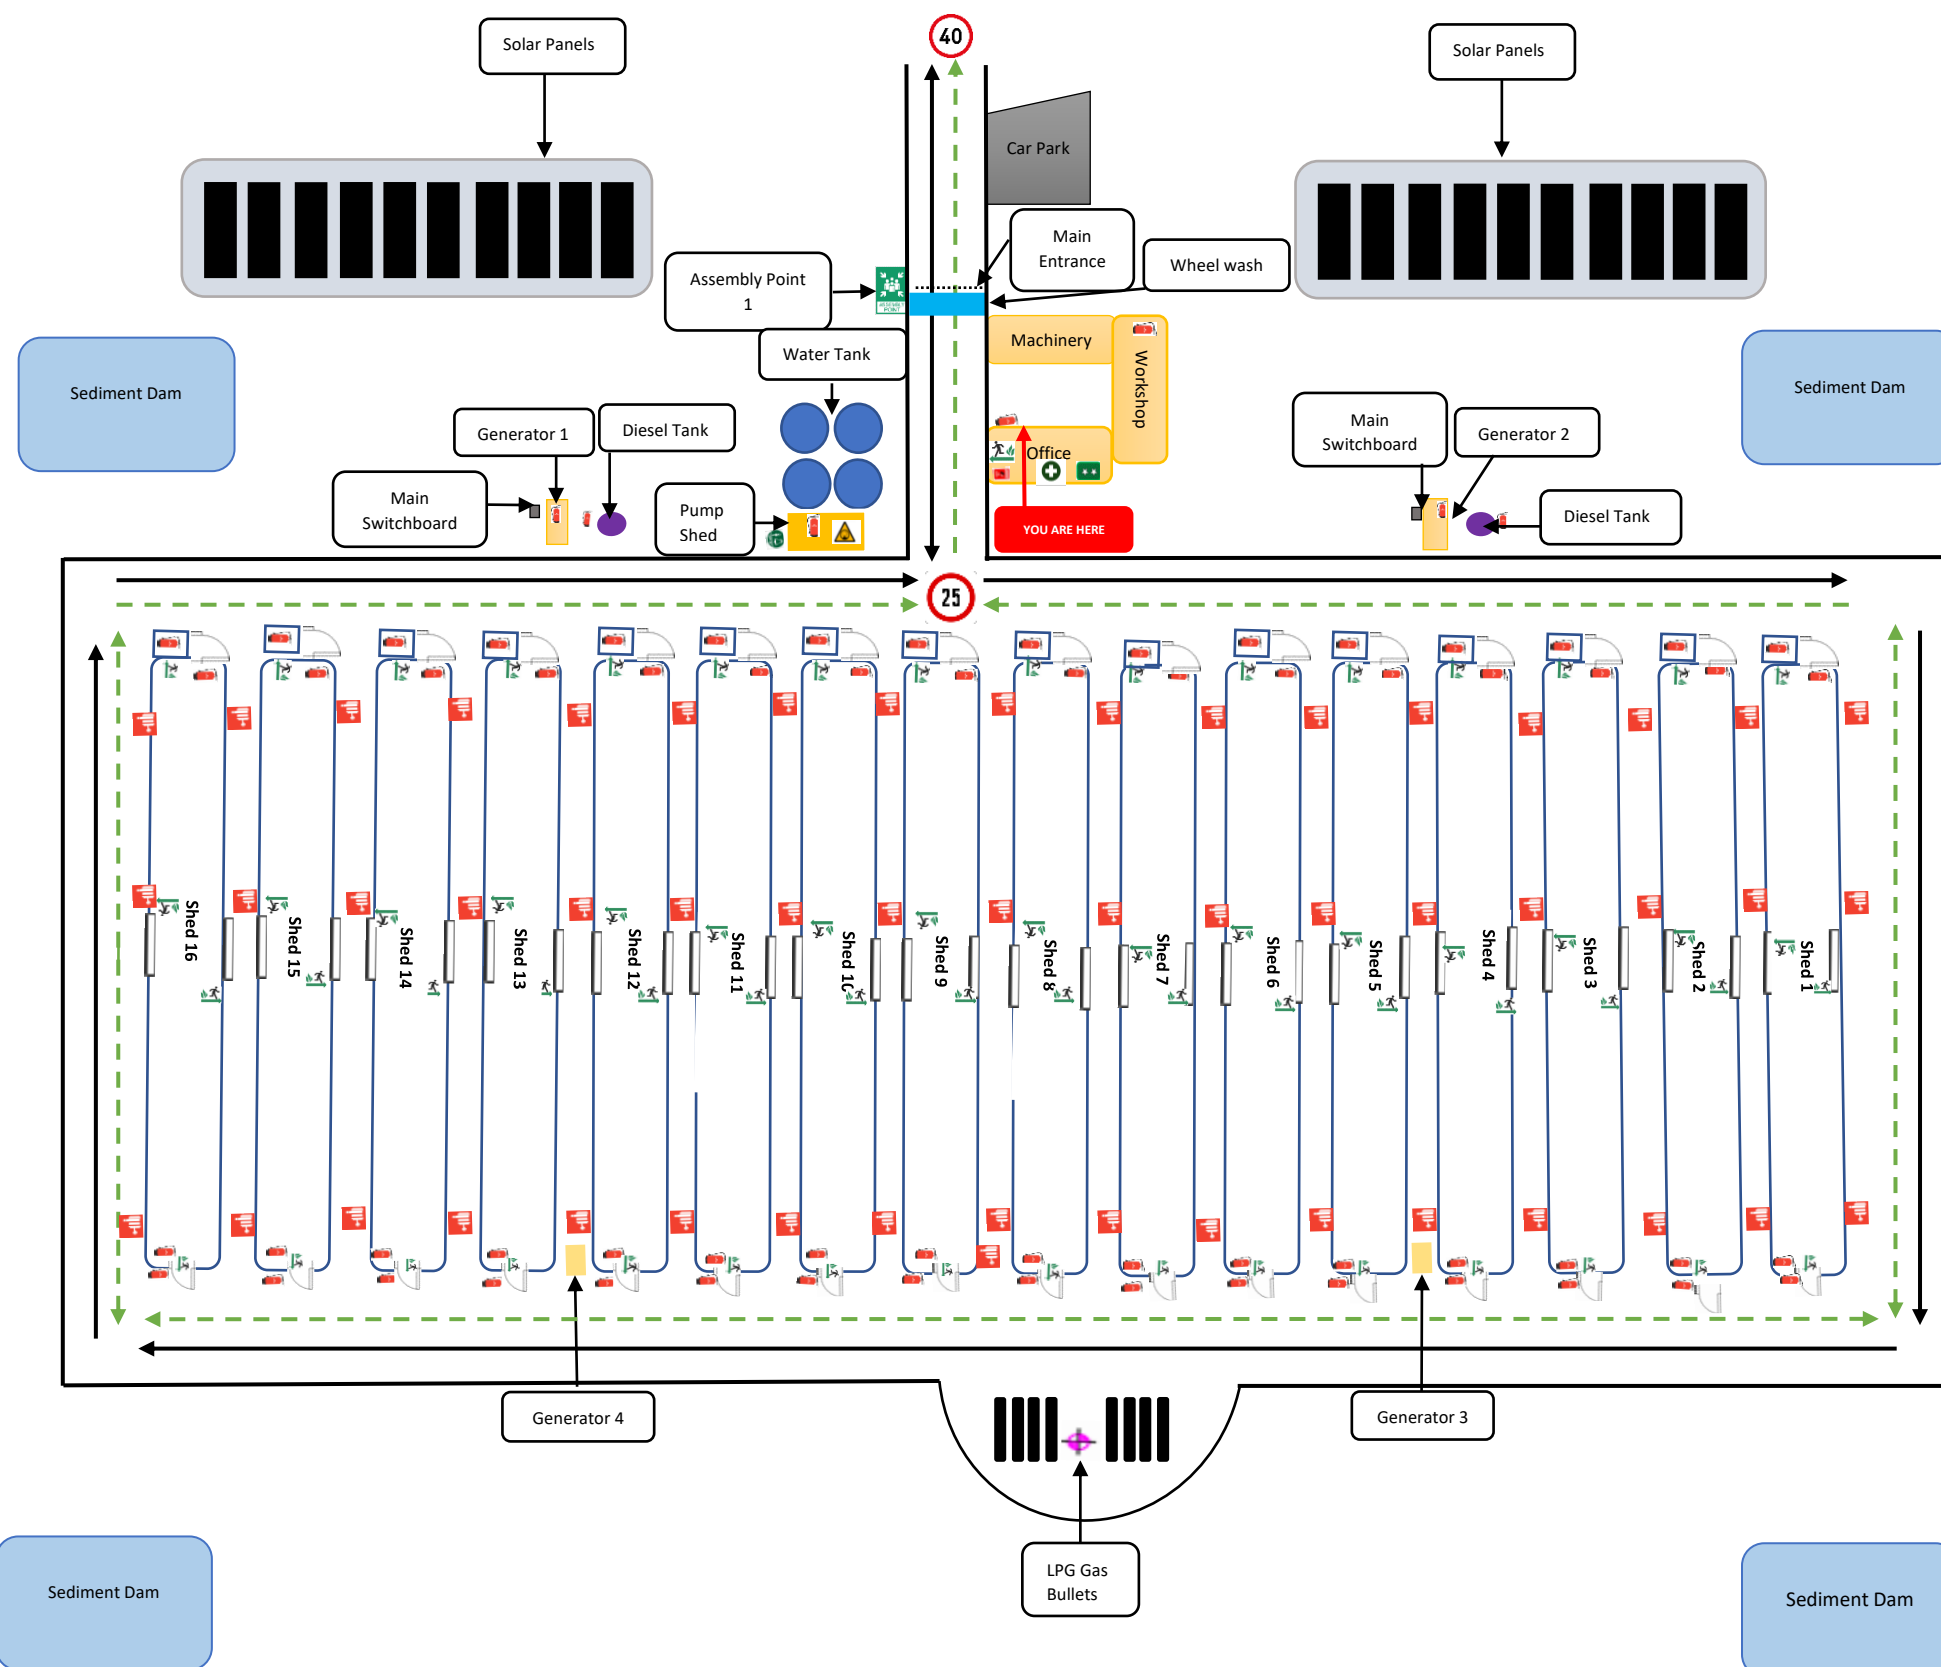 Solar Panels
40
Solar Panels
Car Park
Main
Entrance
Wheel wash
Assembly Point
1
ASSEMBLY
POINT
Water Tank
Machinery
Workshop
Sediment Dam
Sediment Dam
Generator 1
Diesel Tank
Office
Main
Switchboard
Generator 2
Main
Switchboard
Pump
Shed
YOU ARE HERE
Diesel Tank
25
Shed 16
Shed 15
Shed 14
Shed 13
Shed 12
Shed 11
Shed 10
Shed 9
Shed 8
Shed 7
Shed 6
Shed 5
Shed 4
Shed 3
Shed 2
Shed 1
Generator 4
Generator 3
LPG Gas
Bullets
Sediment Dam
Sediment Dam